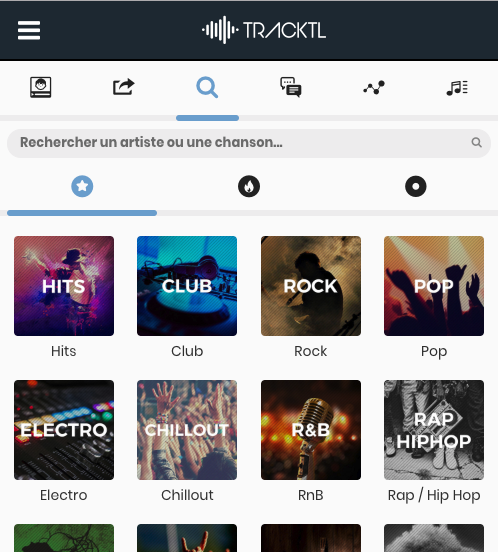 TRACKTL
Rechercher un artiste ou une chanson...
HITS
CLUB
ROCK
POP
Hits
Club
Rock
Pop
ELECTRO
CHILLOUT
R&B
RAP
HIPHOP
Electro
Chillout
RnB
Rap / Hip Hop